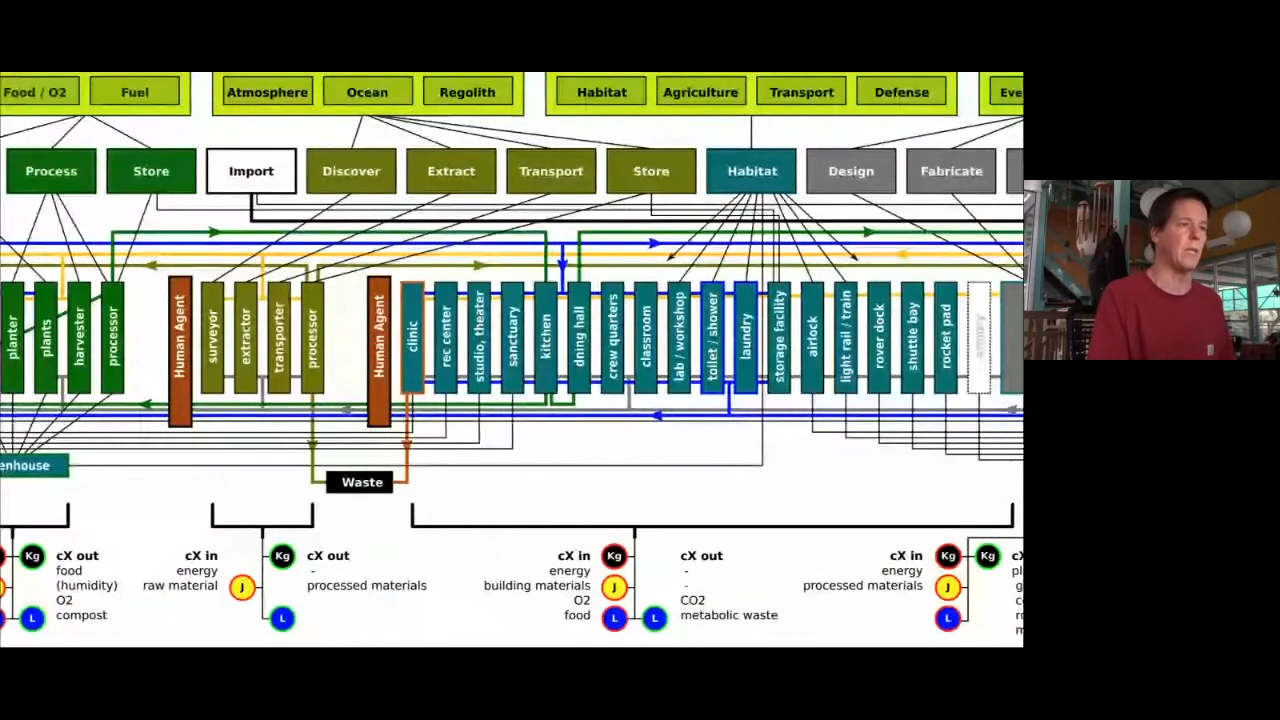 Food / O2
Fuel
Atmosphere
Ocean
Regolith
Habitat
Agriculture
Transport
Defense
Process
Store
Import
Discover
Extract
Transport
Store
Habitat
Design
Fabricate
planter
plants
harvester
processor
Human Agent
surveyor
extractor
transporter
processor
Human Agent
clinic
rec center
studio, theater
sanctuary
kitchen
dning hall
crew quarters
classroom
lab / workshop
toilet / shower
laundry
storage facility
airlock
light rail / train
rover dock
shuttle bay
rocket pad
enhouse
Waste
Kg
cX out
food
(humidity)
O2
compost
L
cX in
energy
raw material
Kg
J
L
cX out
-
processed materials
cX in
energy
building materials
O2
food
Kg
J
L
L
cX out
-
-
CO2
metabolic waste
cX in
energy
processed materials
Kg
J
L
Kg